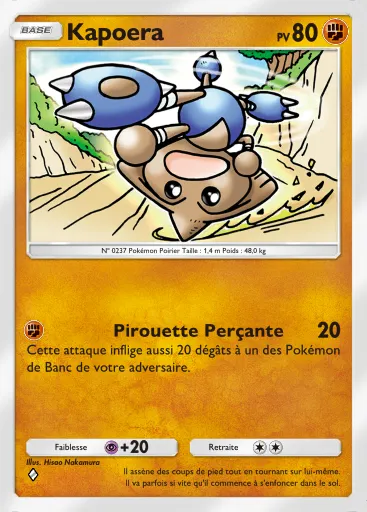 BASE
Kapoera
PV 80
N° 0237 Pokémon Poirier Taille : 1,4 m Poids : 48,0 kg
Pirouette Perçante 20
Cette attaque inflige aussi 20 dégâts à un des Pokémon
de Banc de votre adversaire.
Faiblesse +20 Retraite
Illus. Hisao Nakamura
Il assène des coups de pied tout en tournant sur lui-même.
Il va parfois si vite qu'il commence à s'enfoncer dans le sol.